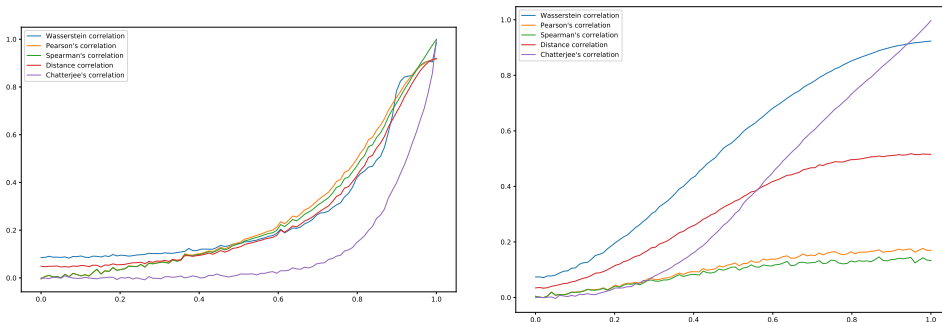 Wasserstein correlation
Pearson's correlation
Spearman's correlation
Distance correlation
Chatterjee's correlation
1.0
0.8
0.6
0.4
0.2
0.0
0.0 0.2 0.4 0.6 0.8 1.0
Wasserstein correlation
Pearson's correlation
Spearman's correlation
Distance correlation
Chatterjee's correlation
1.0
0.8
0.6
0.4
0.2
0.0
0.0 0.2 0.4 0.6 0.8 1.0